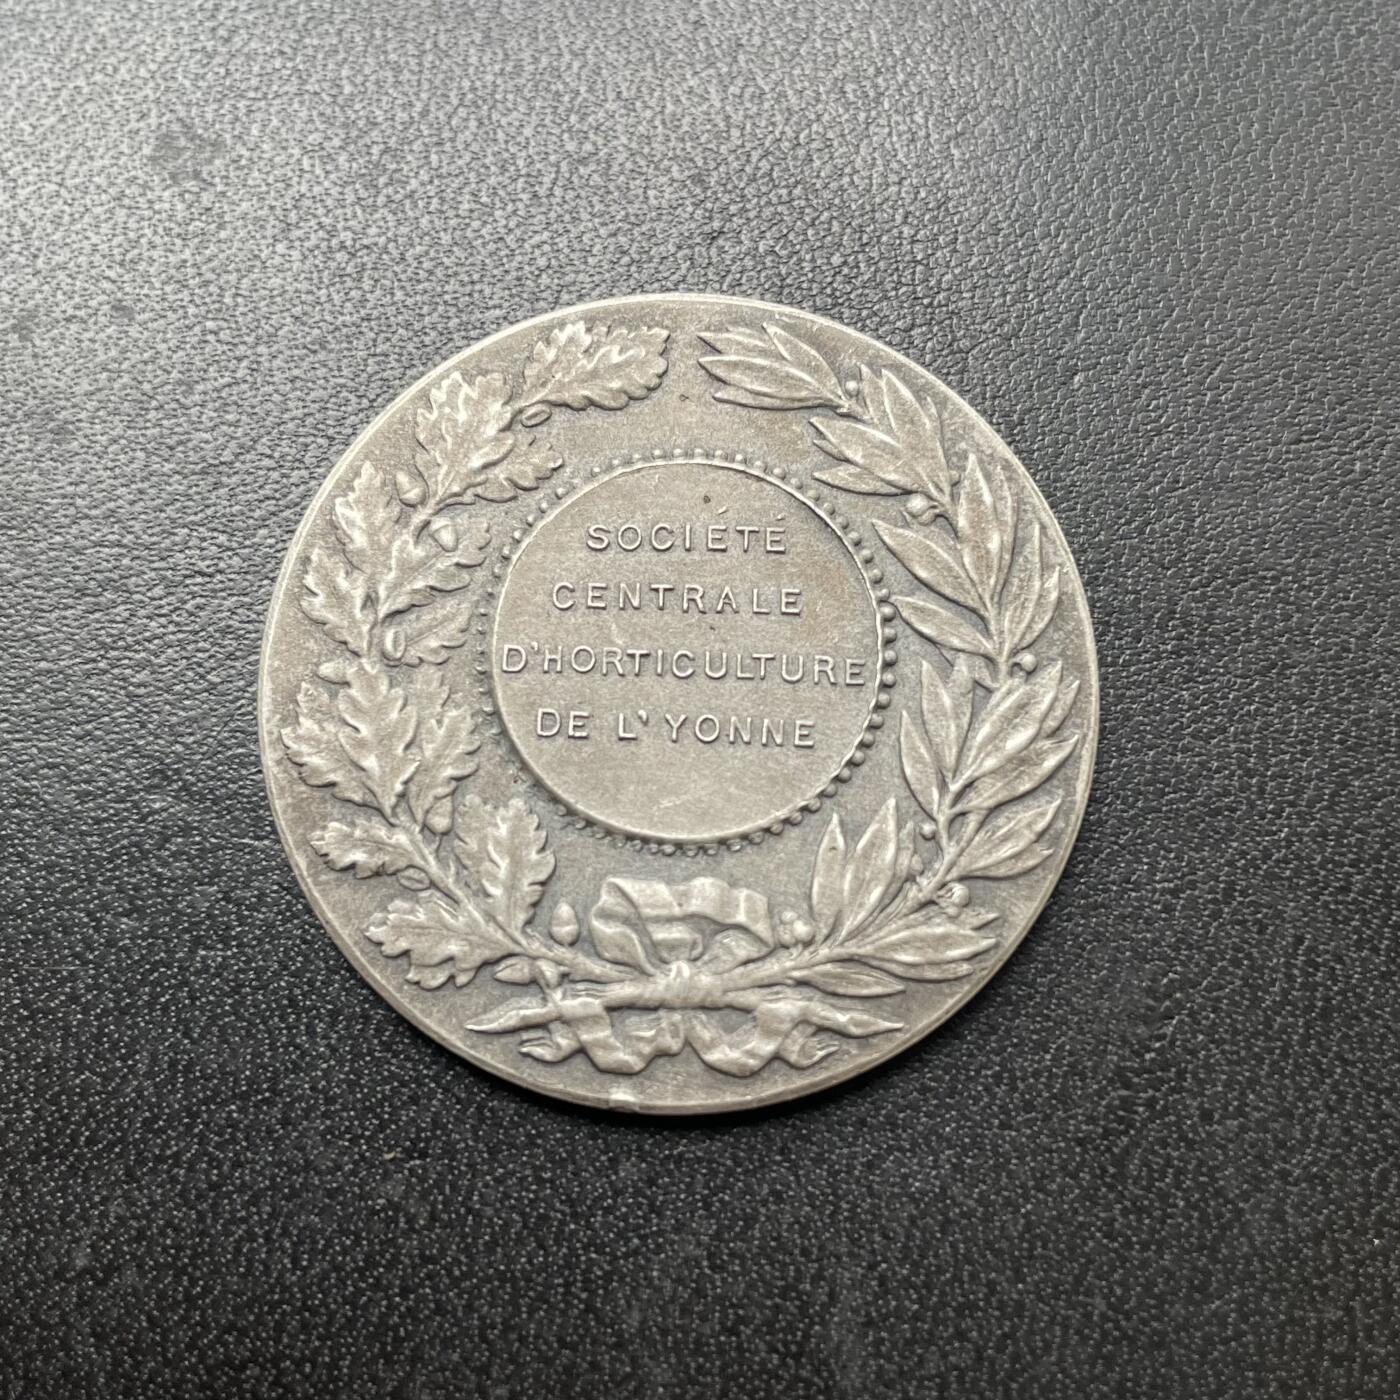 SOCIÉTÉ
CENTRALE
D'HORTICULTURE
DE L'YONNE